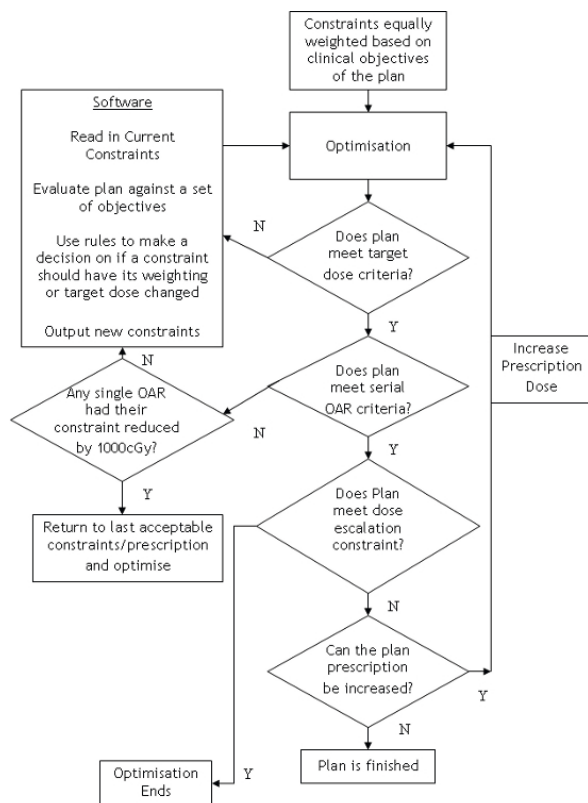 Constraints equally
weighted based on
clinical objectives
of the plan
Software
Read in Current
Constraints
Evaluate plan against a set
of objectives
Use rules to make a
decision on if a constraint
should have its weighting
or target dose changed
Output new constraints
Optimisation
N
Does plan
meet target
dose criteria?
Y
Increase
Prescription
Dose
N
Any single OAR
had their
constraint reduced
by 1000cGy?
Does plan
meet serial
OAR criteria?
N
Y
Y
Return to last acceptable
constraints/prescription
and optimise
Does Plan
meet dose
escalation
constraint?
N
Can the plan
prescription
be increased?
Y
N
Plan is finished
Optimisation
Ends
Y